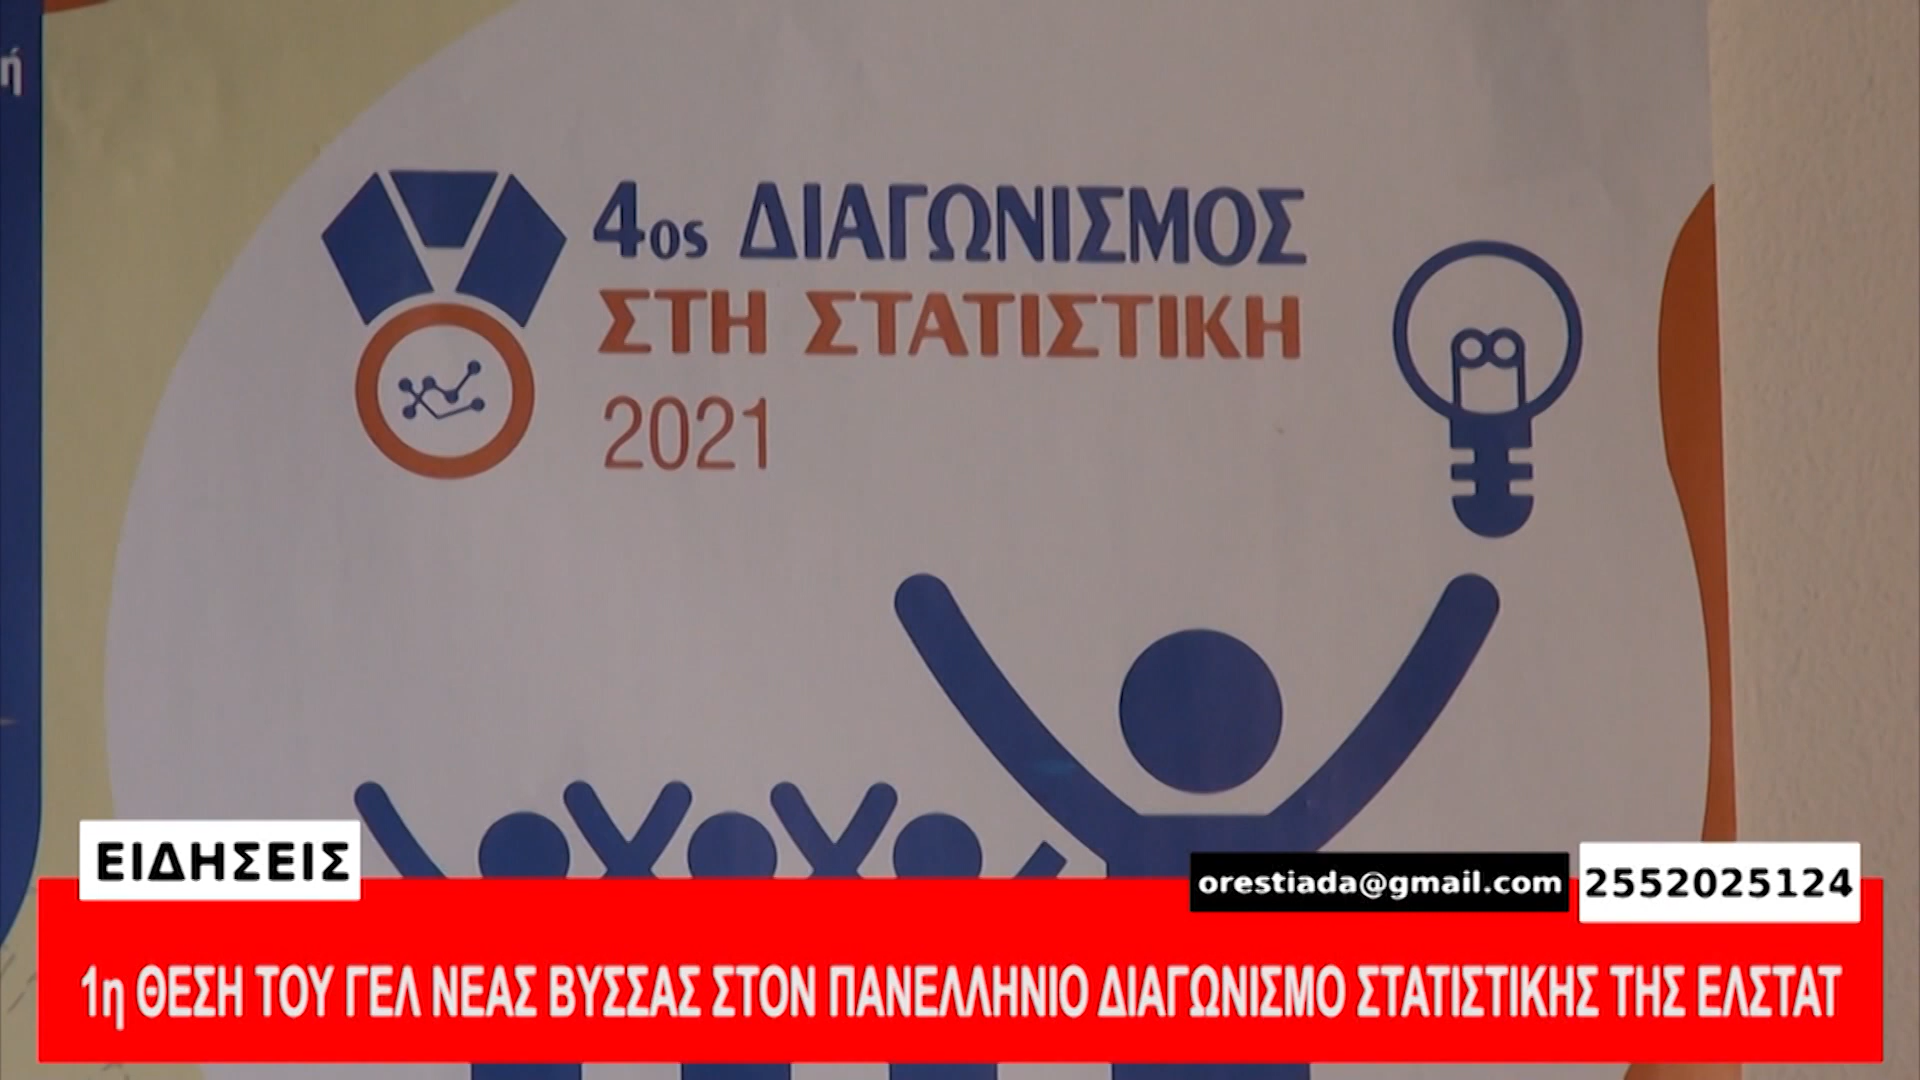 ή
4ος ΔΙΑΓΩΝΙΣΜΟΣ
ΣΤΗ ΣΤΑΤΙΣΤΙΚΗ
2021
ΕΙΔΗΣΕΙΣ
orestiada@gmail.com
2552025124
1η ΘΕΣΗ ΤΟΥ ΓΕΛ ΝΕΑΣ ΒΥΣΣΑΣ ΣΤΟΝ ΠΑΝΕΛΛΗΝΙΟ ΔΙΑΓΩΝΙΣΜΟ ΣΤΑΤΙΣΤΙΚΗΣ ΤΗΣ ΕΛΣΤΑΤ